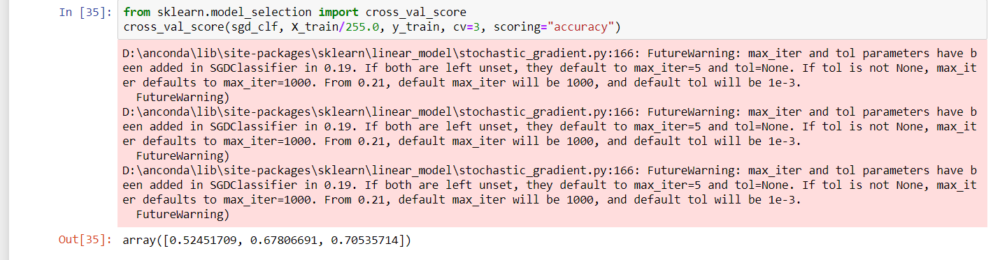 In [35]: from sklearn.model_selection import cross_val_score
cross_val_score(sgd_clf, X_train/255.0, y_train, cv=3, scoring="accuracy")
D:\anconda\lib\site-packages\sklearn\linear_model\stochastic_gradient.py:166: FutureWarning: max_iter and tol parameters have b
een added in SGDClassifier in 0.19. If both are left unset, they default to max_iter=5 and tol=None. If tol is not None, max_it
er defaults to max_iter=1000. From 0.21, default max_iter will be 1000, and default tol will be 1e-3.
  FutureWarning)
D:\anconda\lib\site-packages\sklearn\linear_model\stochastic_gradient.py:166: FutureWarning: max_iter and tol parameters have b
een added in SGDClassifier in 0.19. If both are left unset, they default to max_iter=5 and tol=None. If tol is not None, max_it
er defaults to max_iter=1000. From 0.21, default max_iter will be 1000, and default tol will be 1e-3.
  FutureWarning)
D:\anconda\lib\site-packages\sklearn\linear_model\stochastic_gradient.py:166: FutureWarning: max_iter and tol parameters have b
een added in SGDClassifier in 0.19. If both are left unset, they default to max_iter=5 and tol=None. If tol is not None, max_it
er defaults to max_iter=1000. From 0.21, default max_iter will be 1000, and default tol will be 1e-3.
  FutureWarning)
Out[35]: array([0.52451709, 0.67806691, 0.70535714])